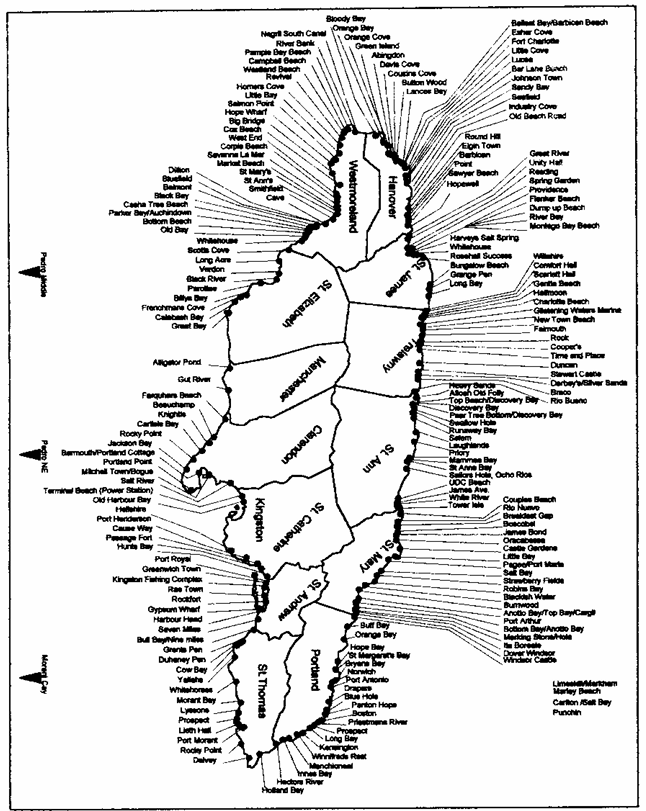 Bloody Bay
Orange Bay
Negril South Canal
Orange Cove
River Bank
Green Island
Pample Bay Beach
Abingdon
Campbell Beach
Davis Cove
Westland Beach
Cousins Cove
Revival
Button Wood
Homers Cove
Lances Bay
Little Bay
Salmon Point
Hope Wharf
Big Bridge
Cox Beach
West End
Corpie Beach
Savanna La Mar
Market Beach
St Mary's
St Ann's
Smithfield
Cave
Ballast Bay/Barbican Beach
Esher Cove
Fort Charlotte
Little Cove
Lucea
Bar Lane Bunch
Johnson Town
Sandy Bay
Seafield
Industry Cove
Old Beach Road
Round Hill
Elgin Town
Barbican
Point
Sawyer Beach
Hopewell
Great River
Unity Hall
Reading
Spring Garden
Providence
Flanker Beach
Dump up Beach
River Bay
Montego Bay Beach
Dillon
Bluefield
Belmont
Black Bay
Casha Tree Beach
Parker Bay/Auchindown
Bottom Beach
Old Bay
Whitehouse
Scotts Cove
Long Acre
Vardon
Black River
Parottee
Billys Bay
Frenchmans Cove
Calabash Bay
Great Bay
Harveys Salt Spring
Whitehouse
Rosehall Success
Bungalow Beach
Grange Pen
Long Bay
Wiltshire
Comfort Hall
Scarlett Hall
Gentle Beach
Halfmoon
Charlotte Beach
Glistening Waters Marina
New Town Beach
Falmouth
Rock
Cooper's
Time and Place
Duncan
Stewart Castle
Darbey's/Silver Sands
Braco
Rio Bueno
Alligator Pond
Gut River
Farquhars Beach
Beauchamp
Knights
Carlisle Bay
Rocky Point
Jackson Bay
Barmouth/Portland Cottage
Portland Point
Mitchell Town/Bogue
Salt River
Terminal Beach (Power Station)
Old Harbour Bay
Hellshire
Port Henderson
Cause Way
Passage Fort
Hunts Bay
Heavy Sands
Alloah Old Folly
Top Beach/Discovery Bay
Discovery Bay
Pear Tree Bottom/Discovery Bay
Swallow Hole
Runaway Bay
Salem
Laughlands
Priory
Mammee Bay
St Anns Bay
Sailors Hole, Ocho Rios
UDC Beach
James Ave.
White River
Tower Isle
Couples Beach
Rio Nuevo
Breakfast Gap
Boscobel
James Bond
Oracabessa
Castle Gardens
Little Bay
Pagee/Port Maria
Salt Bay
Strawberry Fields
Robins Bay
Blackish Water
Burnwood
Anotto Bay/Top Bay/Cargil
Port Arthur
Bottom Bay/Anotto Bay
Marking Stone/Hole
Ite Boreale
Dover Windsor
Windsor Castle
Port Royal
Greenwich Town
Kingston Fishing Complex
Rae Town
Rockfort
Gypsum Wharf
Harbour Head
Seven Miles
Bull Bay/Nine miles
Grants Pen
Duhaney Pen
Cow Bay
Yallahs
Whitehorses
Morant Bay
Lyssons
Prospect
Lieth Hall
Port Morant
Rocky Point
Dalvey
Buff Bay
Orange Bay
Hope Bay
St Margaret's Bay
Bryans Bay
Norwich
Port Antonio
Drapers
Blue Hole
Fenton Hope
Boston
Priestmans River
Prospect
Long Bay
Kensington
Winnifreds Rest
Manchioneal
Innes Bay
Hectors River
Holland Bay
Westmoreland
Hanover
St. James
St. Elizabeth
Trelawny
Manchester
Clarendon
St. Ann
Kingston
St. Catherine
St. Mary
St. Andrew
Portland
St. Thomas
Pedro Middle
Pedro NE
Morant Cay
Marley Beach
Carlton /Salt Bay
Punchin